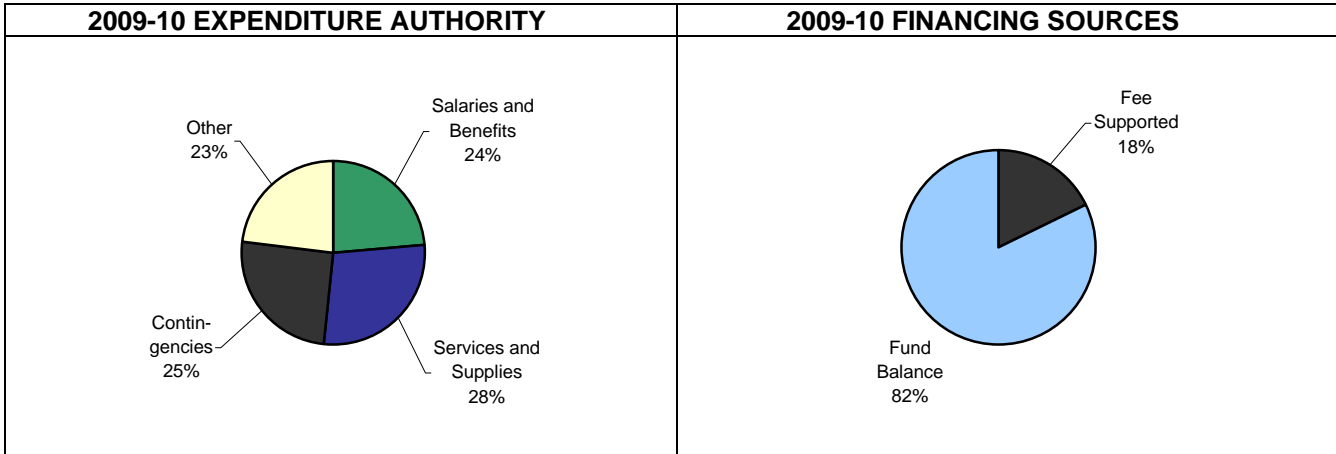 2009-10 EXPENDITURE AUTHORITY
Other
23%
Salaries and
Benefits
24%
Contin-
gencies
25%
Services and
Supplies
28%
2009-10 FINANCING SOURCES
Fee
Supported
18%
Fund
Balance
82%